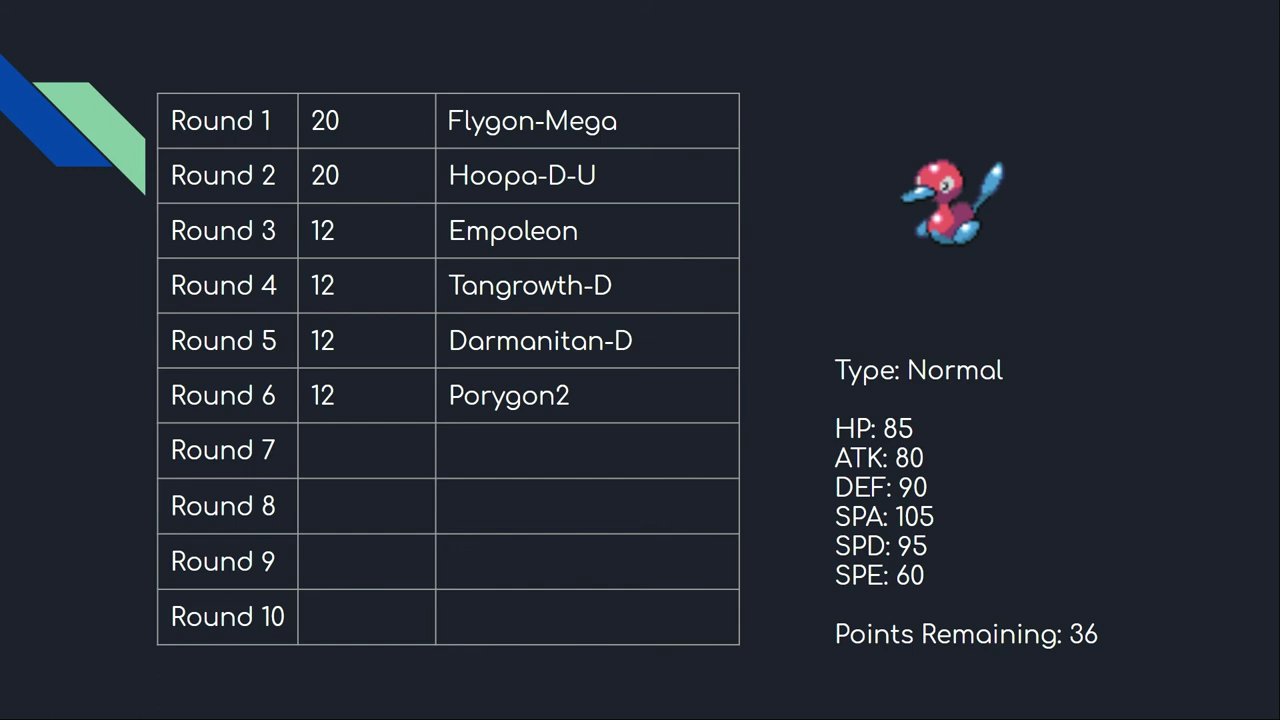 Round 1 20 Flygon-Mega
Round 2 20 Hoopa-D-U
Round 3 12 Empoleon
Round 4 12 Tangrowth-D
Round 5 12 Darmanitan-D
Round 6 12 Porygon2
Round 7
Round 8
Round 9
Round 10
Type: Normal
HP: 85
ATK: 80
DEF: 90
SPA: 105
SPD: 95
SPE: 60
Points Remaining: 36